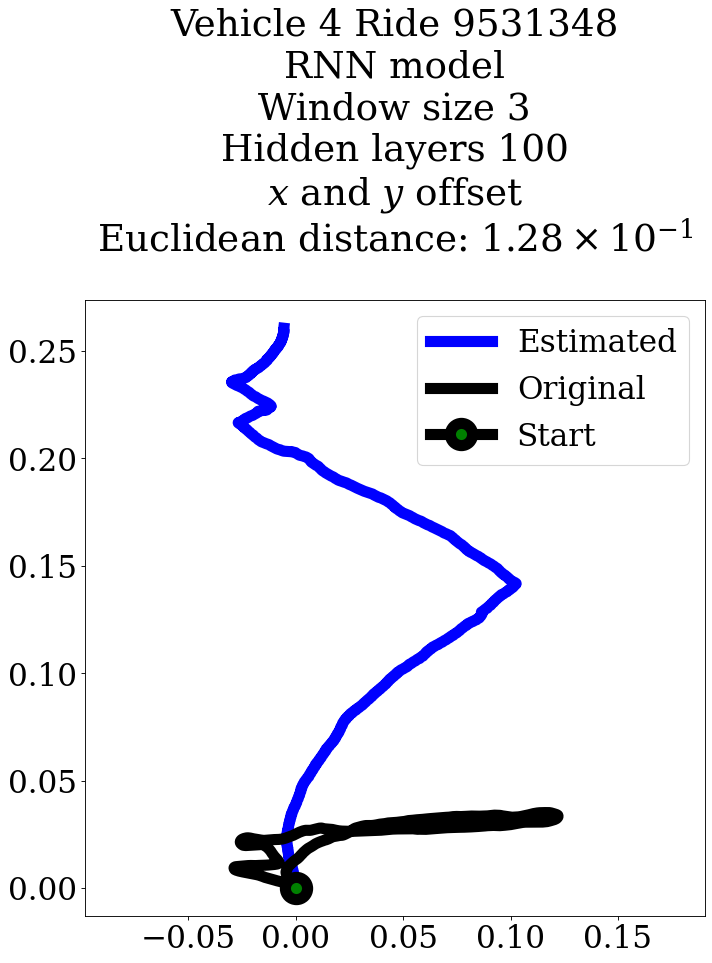 Vehicle 4 Ride 9531348
RNN model
Window size 3
Hidden layers 100
x and y offset
Euclidean distance: 1.28 × 10⁻¹
Estimated
Original
Start
0.25
0.20
0.15
0.10
0.05
0.00
−0.05 0.00 0.05 0.10 0.15